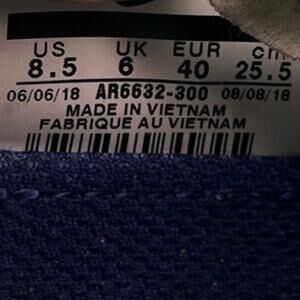 US UK EUR cm
8.5 6 40 25.5
06/06/18 AR6632-300 08/08/18
MADE IN VIETNAM
FABRIQUE AU VIETNAM